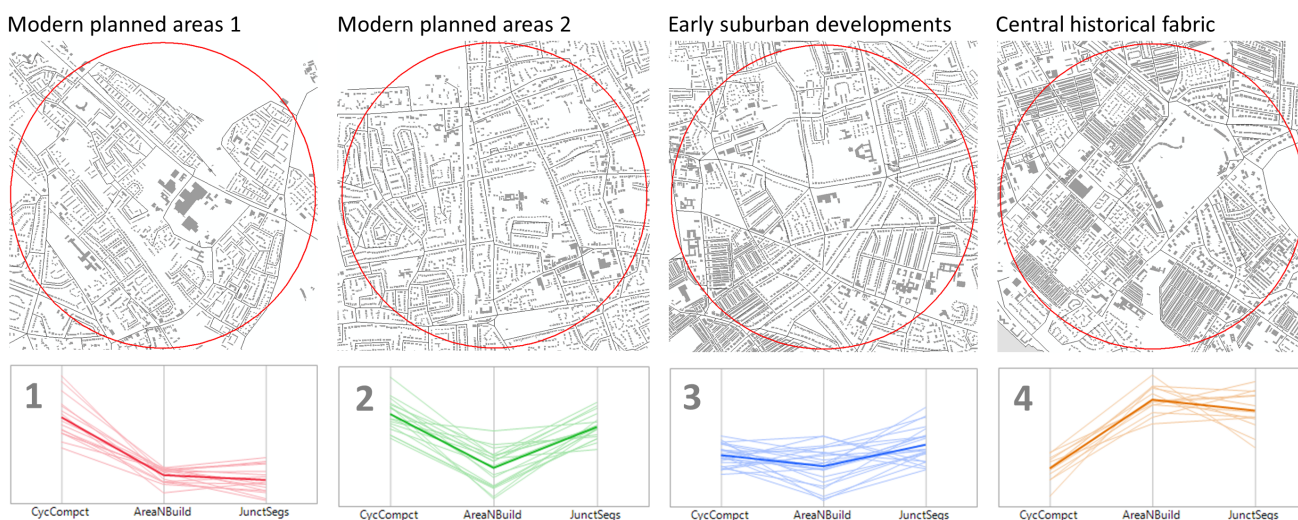 Modern planned areas 1
Modern planned areas 2
Early suburban developments
Central historical fabric
1
CycCompct AreaNBuild JunctSegs
2
CycCompct AreaNBuild JunctSegs
3
CycCompct AreaNBuild JunctSegs
4
CycCompct AreaNBuild JunctSegs